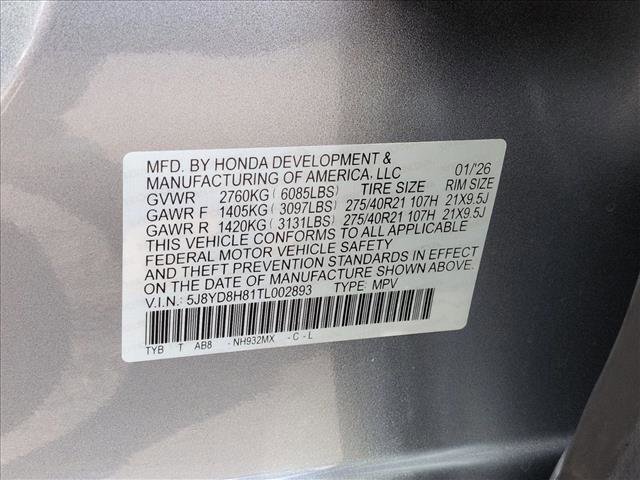 MFD. BY HONDA DEVELOPMENT &
MANUFACTURING OF AMERICA, LLC 01/'26
GVWR 2760KG ( 6085LBS) TIRE SIZE RIM SIZE
GAWR F 1405KG ( 3097LBS) 275/40R21 107H 21X9.5J
GAWR R 1420KG ( 3131LBS) 275/40R21 107H 21X9.5J
THIS VEHICLE CONFORMS TO ALL APPLICABLE
FEDERAL MOTOR VEHICLE SAFETY
AND THEFT PREVENTION STANDARDS IN EFFECT
ON THE DATE OF MANUFACTURE SHOWN ABOVE.
V.I.N.: 5J8YD8H81TL002893 TYPE: MPV
TYB T AB8 - NH932MX - C - L